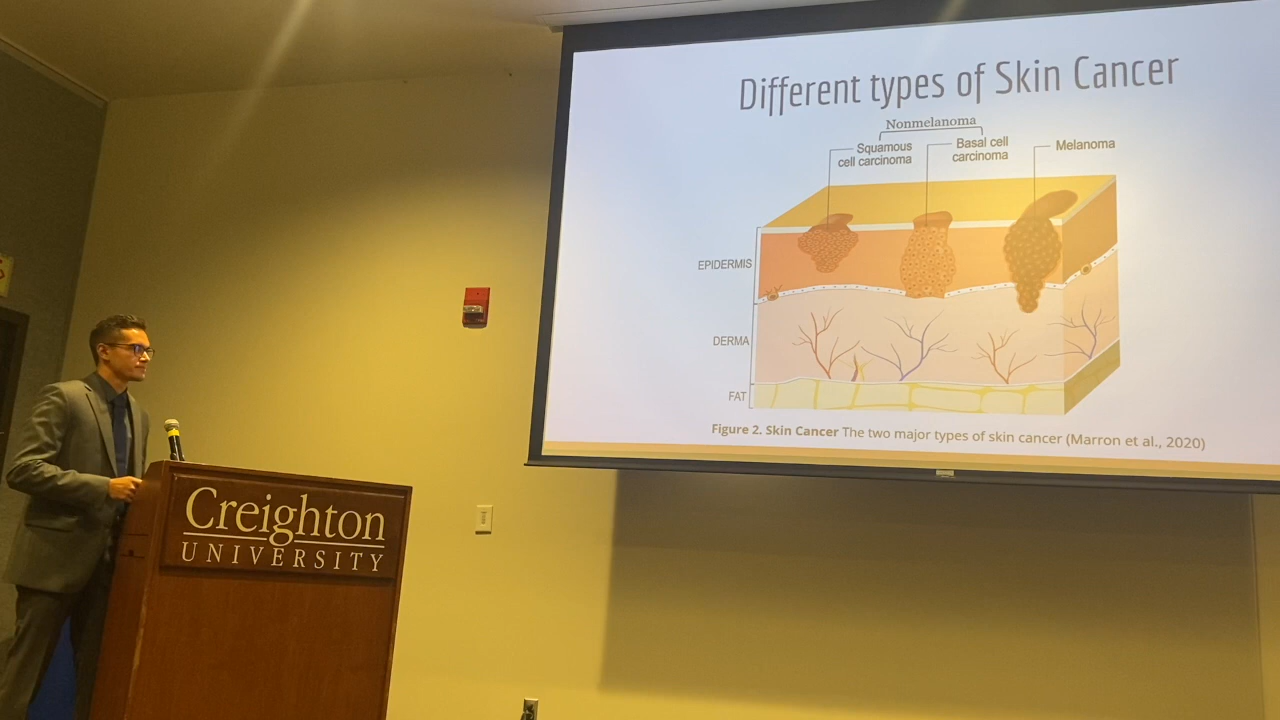 Different types of Skin Cancer
Nonmelanoma
Squamous
cell carcinoma
Basal cell
carcinoma
Melanoma
EPIDERMIS
DERMA
FAT
Figure 2. Skin Cancer The two major types of skin cancer (Marron et al., 2020)
Creighton
UNIVERSITY